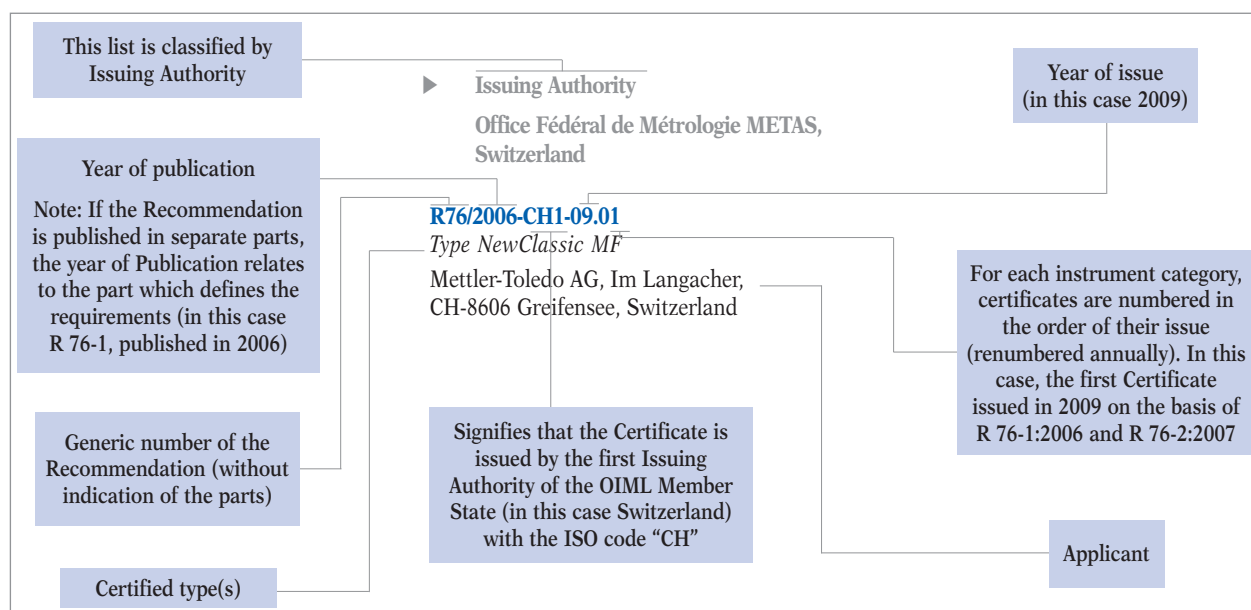 This list is classified by
Issuing Authority
▶ Issuing Authority
Office Fédéral de Métrologie METAS,
Switzerland
Year of issue
(in this case 2009)
Year of publication
Note: If the Recommendation
is published in separate parts,
the year of Publication relates
to the part which defines the
requirements (in this case
R 76-1, published in 2006)
R76/2006-CH1-09.01
Type NewClassic MF
Mettler-Toledo AG, Im Langacher,
CH-8606 Greifensee, Switzerland
For each instrument category,
certificates are numbered in
the order of their issue
(renumbered annually). In this
case, the first Certificate
issued in 2009 on the basis of
R 76-1:2006 and R 76-2:2007
Generic number of the
Recommendation (without
indication of the parts)
Signifies that the Certificate is
issued by the first Issuing
Authority of the OIML Member
State (in this case Switzerland)
with the ISO code “CH”
Applicant
Certified type(s)